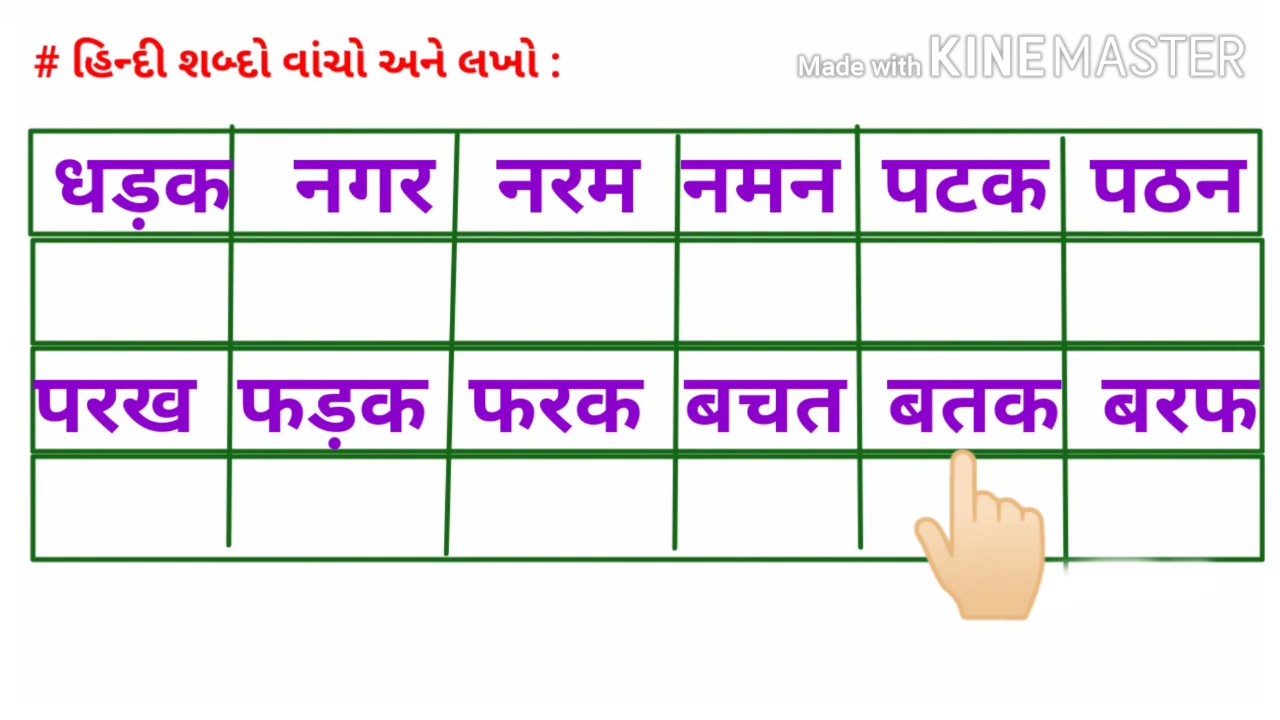 # હિન્દી શબ્દો વાંચો અને લખો :
Made with KINEMASTER
धड़क नगर नरम नमन पटक पठन
परख फड़क फरक बचत बतक बरफ